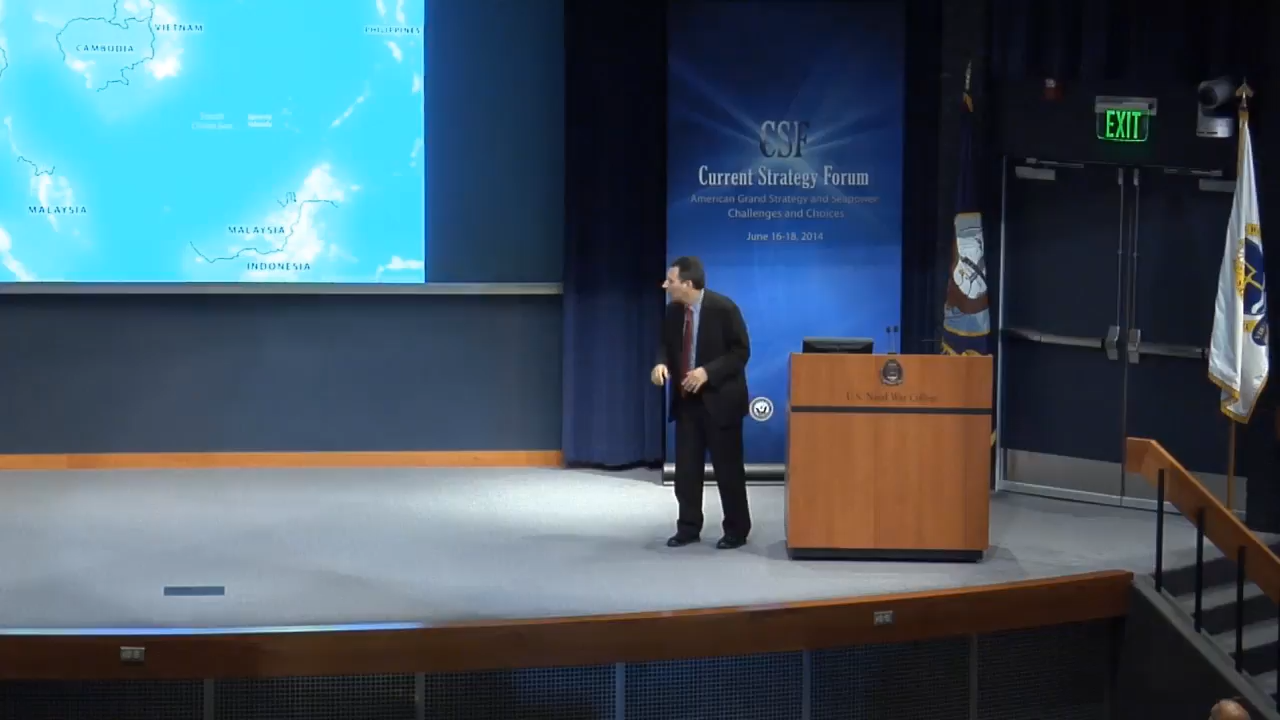 VIETNAM
PHILIPPINES
CAMBODIA
MALAYSIA
MALAYSIA
INDONESIA
CSF
Current Strategy Forum
American Grand Strategy and Seapower
Challenges and Choices
June 16-18, 2014
EXIT
U.S. Naval War College